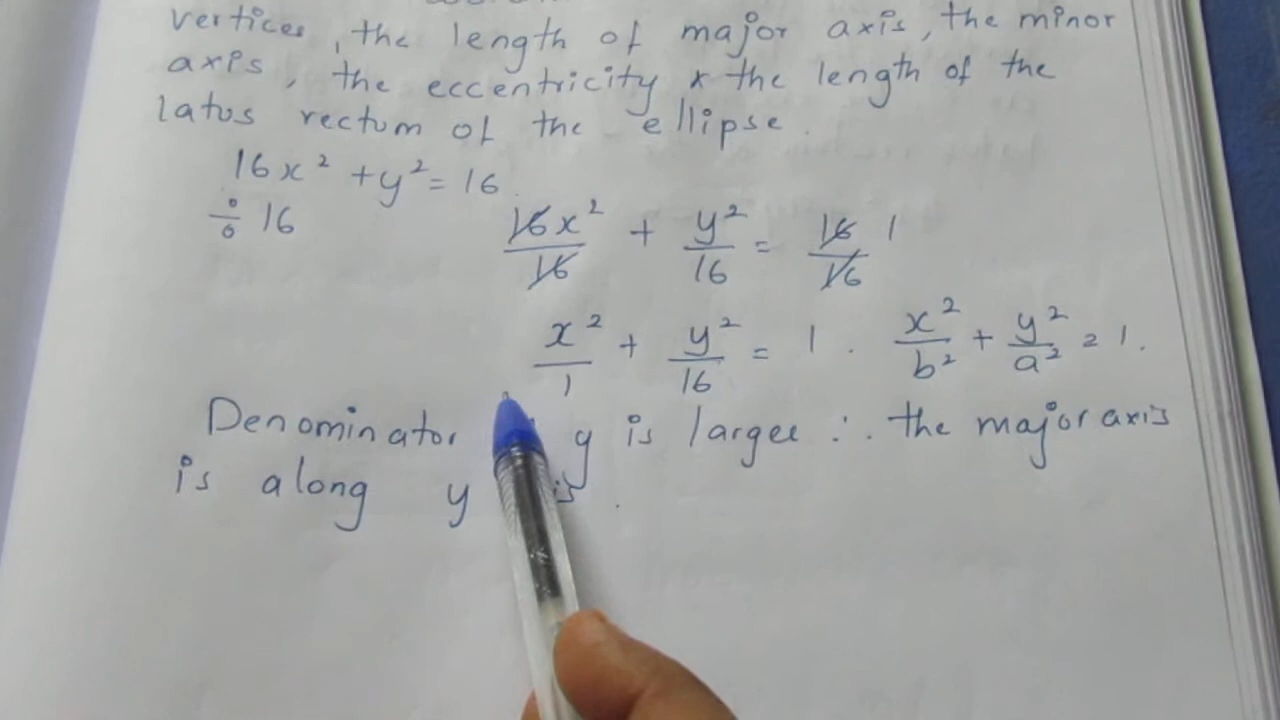 vertices, the length of major axis, the minor
axis, the eccentricity & the length of the
latus rectum of the ellipse.
16x² + y² = 16
÷ 16
16x²/16 + y²/16 = 16/16 1
x²/1 + y²/16 = 1. x²/b² + y²/a² = 1.
Denominator y is larger ∴ the major axis
is along y is.